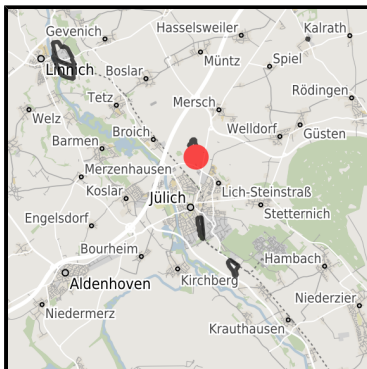 Gevenich
Hasselsweiler
Kalrath
Linnich
Boslar
Müntz
Spiel
Rödingen
Tetz
Mersch
Welz
Broich
Welldorf
Güsten
Barmen
Merzenhausen
Koslar
Lich-Steinstraß
Jülich
Stetternich
Engelsdorf
Bourheim
Hambach
Aldenhoven
Kirchberg
Niederzier
Niedermerz
Krauthausen